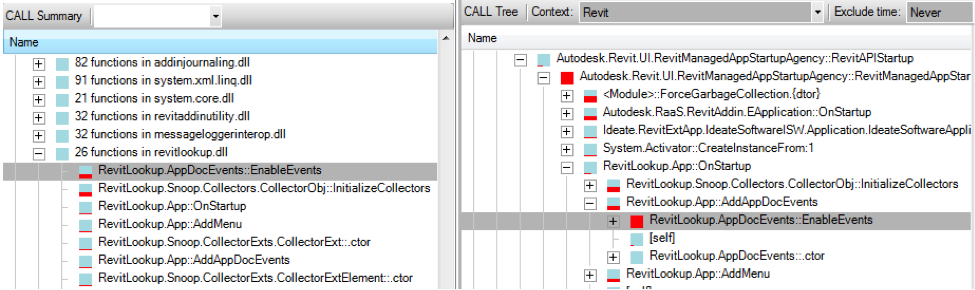 CALL Summary
Name
82 functions in addinjournaling.dll
91 functions in system.xml.linq.dll
21 functions in system.core.dll
32 functions in revitaddinutility.dll
32 functions in messageloggerinterop.dll
26 functions in revitlookup.dll
RevitLookup.AppDocEvents::EnableEvents
RevitLookup.Snoop.Collectors.CollectorObj::InitializeCollectors
RevitLookup.App::OnStartup
RevitLookup.App::AddMenu
RevitLookup.Snoop.CollectorExts.CollectorExt::.ctor
RevitLookup.App::AddAppDocEvents
RevitLookup.Snoop.CollectorExts.CollectorExtElement::.ctor
CALL Tree Context: Revit Exclude time: Never
Name
Autodesk.Revit.UI.RevitManagedAppStartupAgency::RevitAPIStartup
Autodesk.Revit.UI.RevitManagedAppStartupAgency::RevitManagedAppStar
<Module>::ForceGarbageCollection.{dtor}
Autodesk.RaaS.RevitAddin.EApplication::OnStartup
Ideate.RevitExtApp.IdeateSoftwareISW.Application.IdeateSoftwareAppli
System.Activator::CreateInstanceFrom:1
RevitLookup.App::OnStartup
RevitLookup.Snoop.Collectors.CollectorObj::InitializeCollectors
RevitLookup.App::AddAppDocEvents
RevitLookup.AppDocEvents::EnableEvents
[self]
RevitLookup.AppDocEvents::.ctor
RevitLookup.App::AddMenu